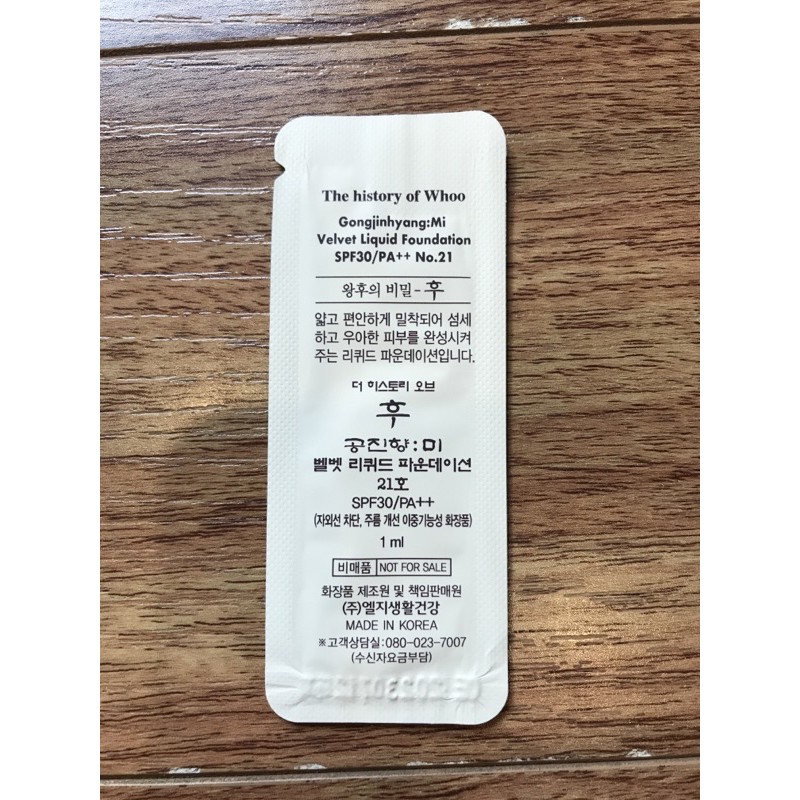 The history of Whoo
Gongjinhyang:Mi
Velvet Liquid Foundation
SPF30/PA++ No.21
왕후의 비밀-후
얇고 편안하게 밀착되어 섬세
하고 우아한 피부를 완성시켜
주는 리퀴드 파운데이션입니다.
더 히스토리 오브
후
공진향:미
벨벳 리퀴드 파운데이션
21호
SPF30/PA++
(자외선 차단, 주름 개선 이중기능성 화장품)
1 ml
비매품 NOT FOR SALE
화장품 제조원 및 책임판매원
(주)엘지생활건강
MADE IN KOREA
※고객상담실:080-023-7007
(수신자요금부담)